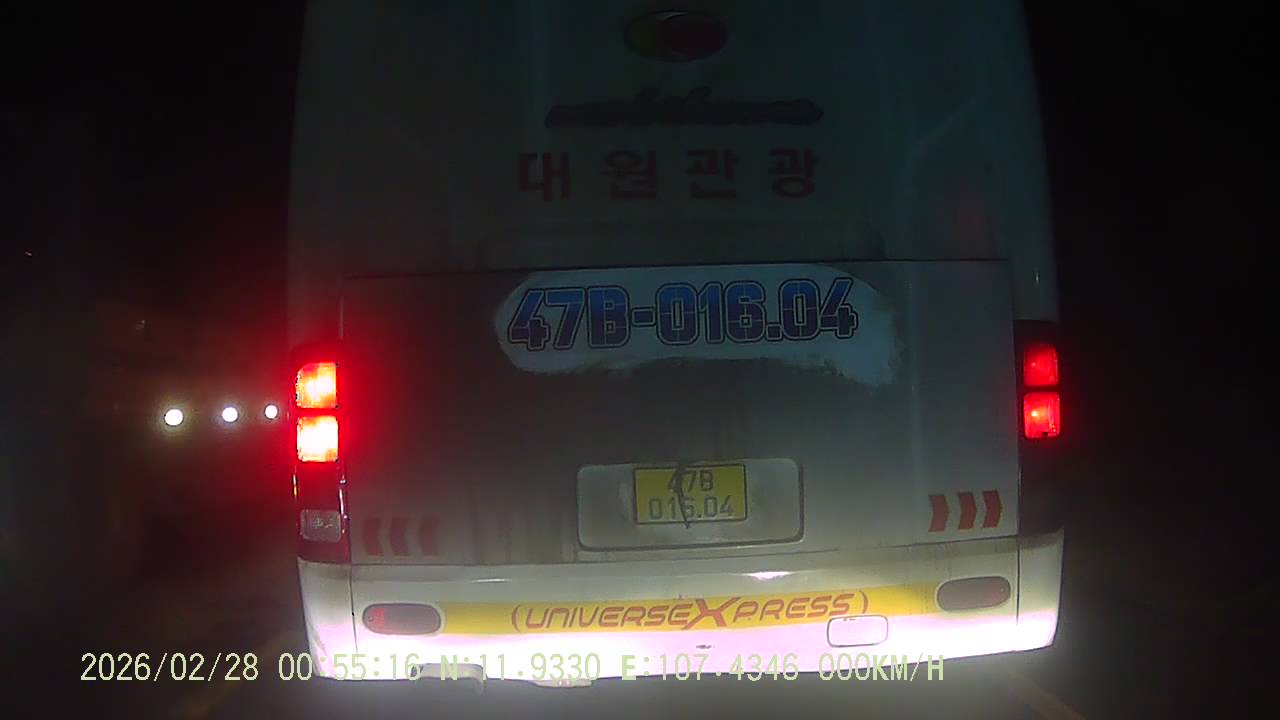 대원관광
47B-016.04
47B
016.04
(UNIVERSEXPRESS)
2026/02/28 00:55:16 N:11.9330 E:107.4346 000KM/H